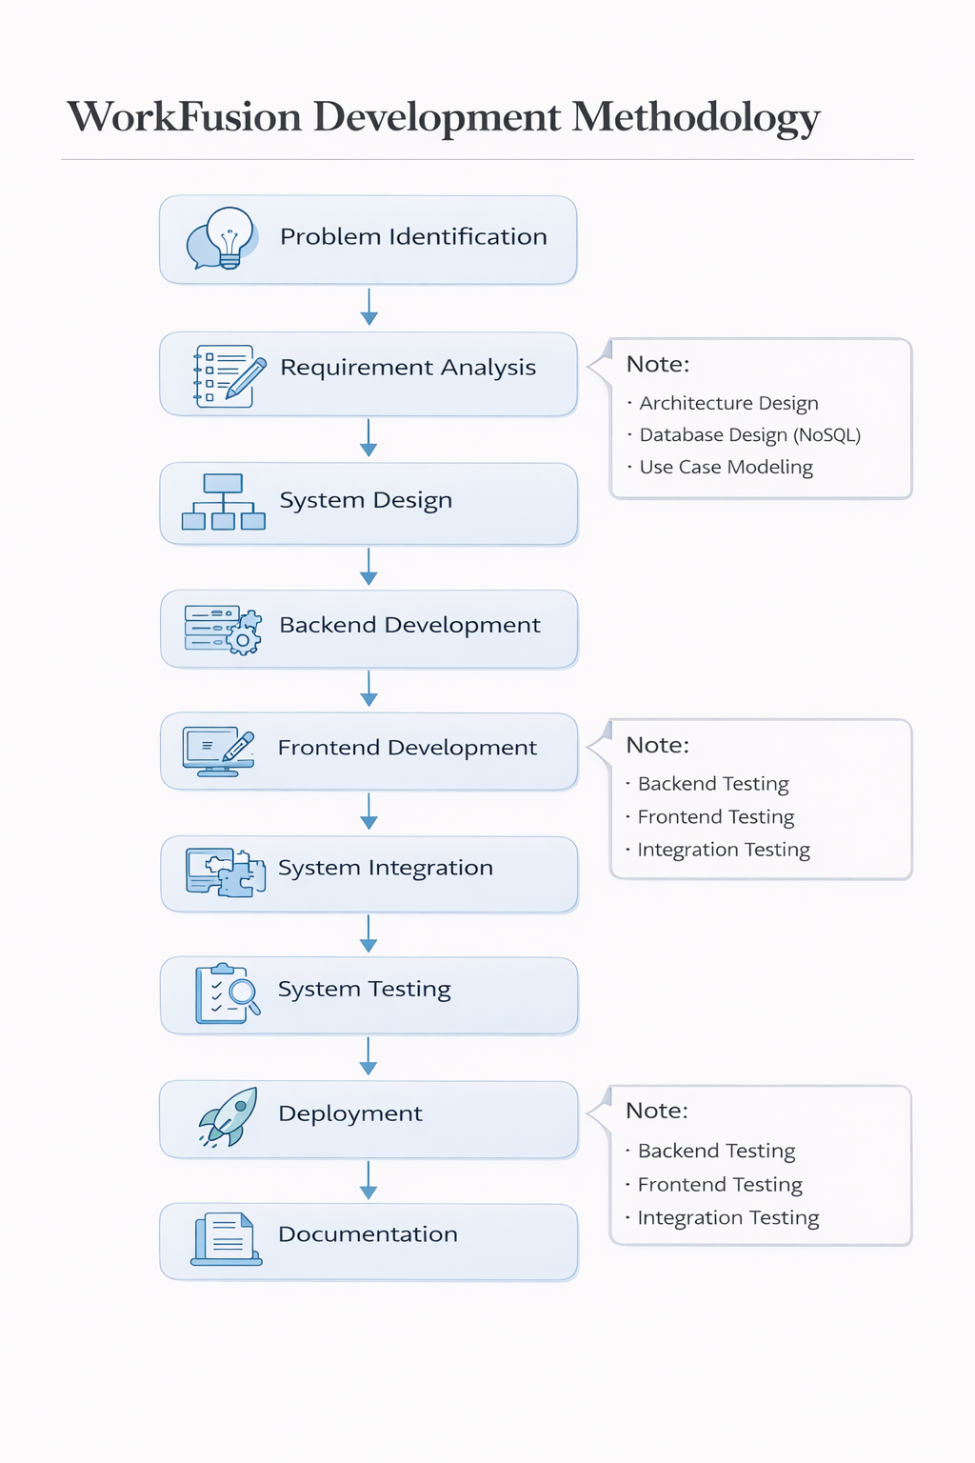 WorkFusion Development Methodology
Problem Identification
Requirement Analysis
Note:
· Architecture Design
· Database Design (NoSQL)
· Use Case Modeling
System Design
Backend Development
Frontend Development
Note:
· Backend Testing
· Frontend Testing
· Integration Testing
System Integration
System Testing
Deployment
Note:
· Backend Testing
· Frontend Testing
· Integration Testing
Documentation